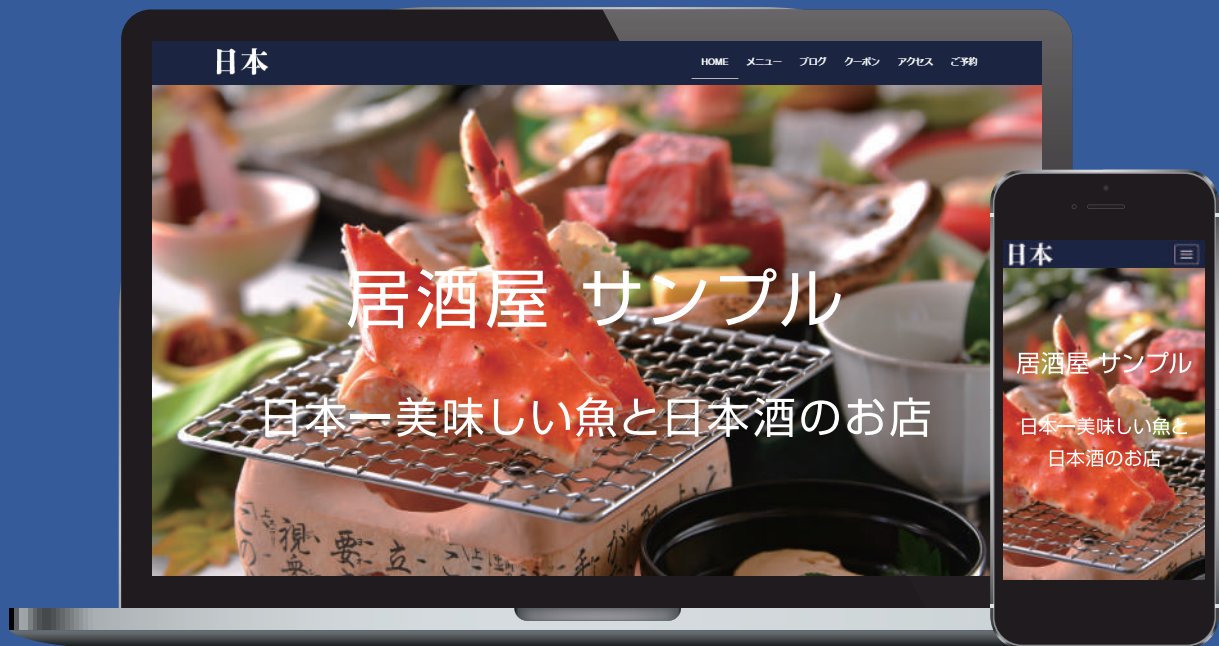 日本
HOME メニュー ブログ クーポン アクセス ご予約
居酒屋 サンプル
日本一美味しい魚と日本酒のお店
日本
居酒屋 サンプル
日本一美味しい魚と
日本酒のお店